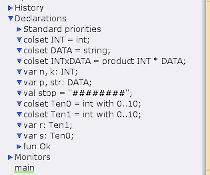 History
Declarations
Standard priorities
colset INT = int;
colset DATA = string;
colset INTxDATA = product INT * DATA;
var n, k: INT;
var p, str: DATA;
val stop = "########";
colset Ten0 = int with 0..10;
colset Ten1 = int with 0..10;
var r: Ten1;
var s: Ten0;
fun Ok
Monitors
main